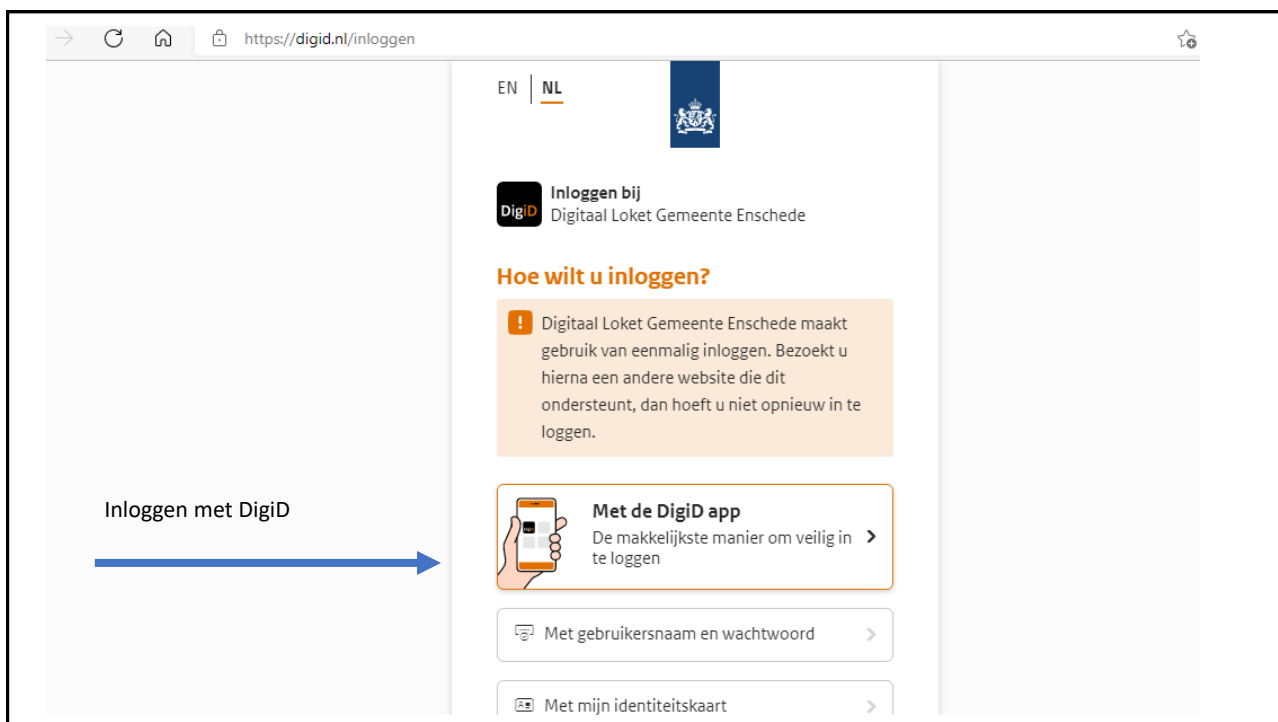 https://digid.nl/inloggen
EN | NL
DigiD
Inloggen bij
Digitaal Loket Gemeente Enschede
Hoe wilt u inloggen?
! Digitaal Loket Gemeente Enschede maakt
gebruik van eenmalig inloggen. Bezoekt u
hierna een andere website die dit
ondersteunt, dan hoeft u niet opnieuw in te
loggen.
Inloggen met DigiD
Met de DigiD app
De makkelijkste manier om veilig in
te loggen
Met gebruikersnaam en wachtwoord
Met mijn identiteitskaart